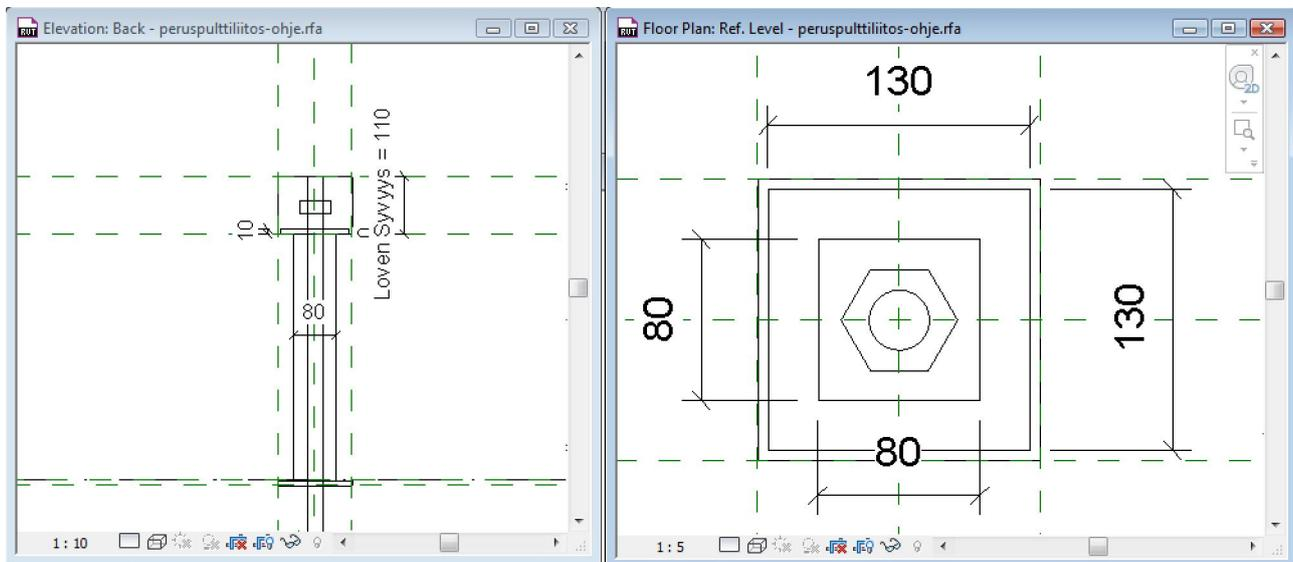 Elevation: Back - peruspulttiliitos-ohje.rfa
10
Loven Syvyys = 110
80
1 : 10
Floor Plan: Ref. Level - peruspulttiliitos-ohje.rfa
2D
130
80
130
80
1 : 5